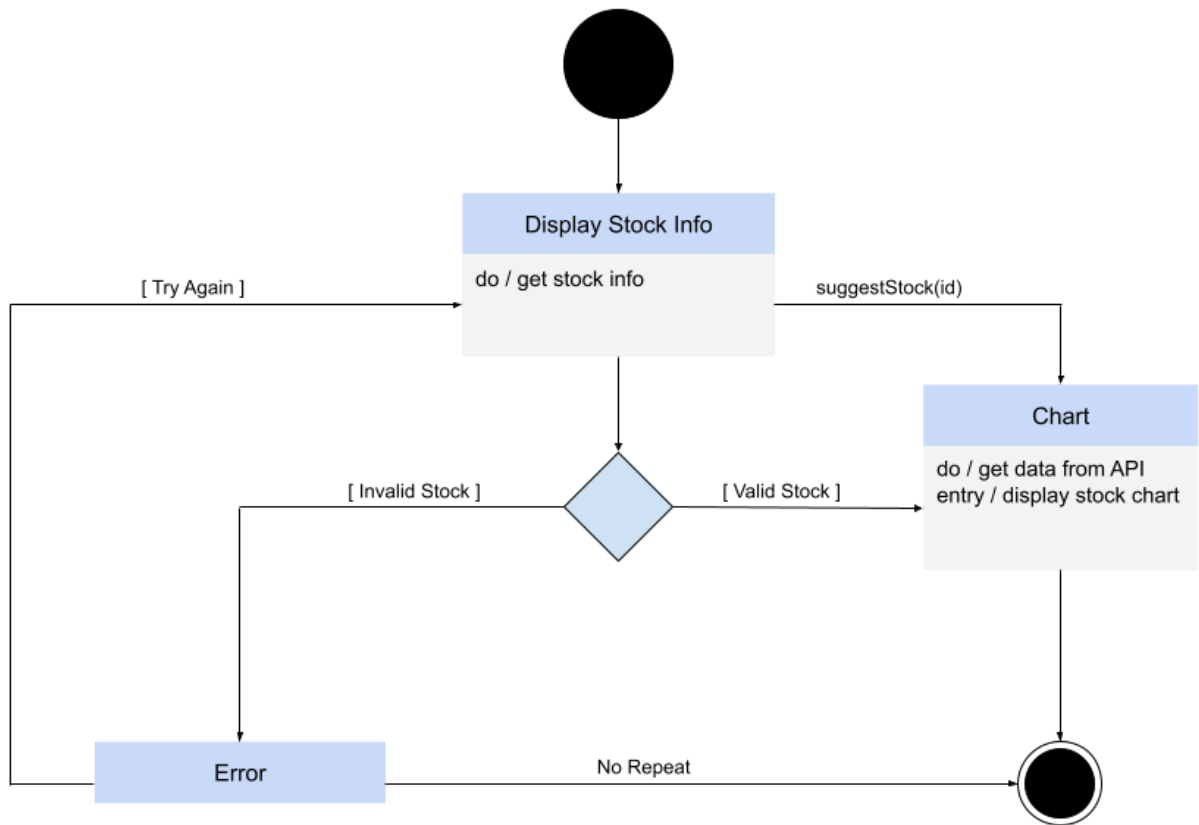 Display Stock Info
do / get stock info
[ Try Again ]
suggestStock(id)
Chart
do / get data from API
entry / display stock chart
[ Invalid Stock ]
[ Valid Stock ]
Error
No Repeat